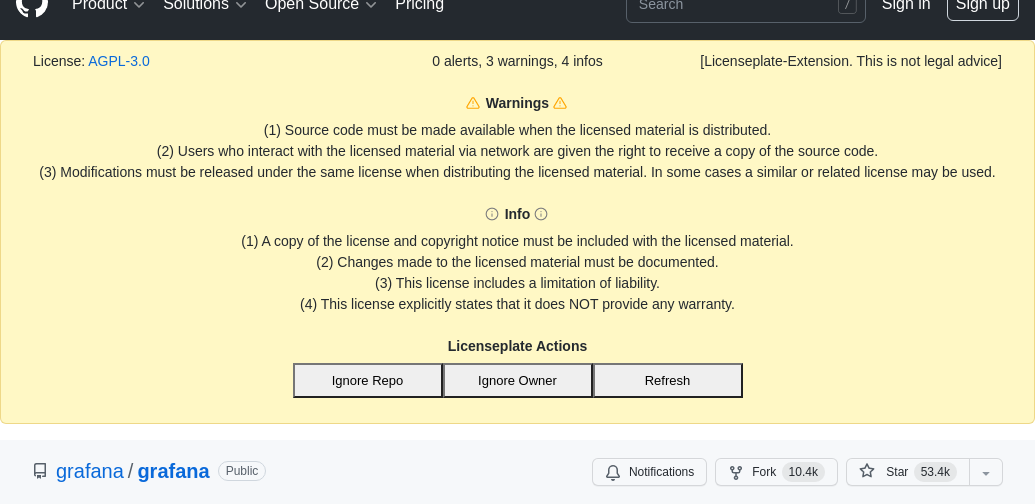 Product Solutions Open Source Pricing Search / Sign in Sign up
License: AGPL-3.0 0 alerts, 3 warnings, 4 infos [Licenseplate-Extension. This is not legal advice]
Warnings
(1) Source code must be made available when the licensed material is distributed.
(2) Users who interact with the licensed material via network are given the right to receive a copy of the source code.
(3) Modifications must be released under the same license when distributing the licensed material. In some cases a similar or related license may be used.
Info
(1) A copy of the license and copyright notice must be included with the licensed material.
(2) Changes made to the licensed material must be documented.
(3) This license includes a limitation of liability.
(4) This license explicitly states that it does NOT provide any warranty.
Licenseplate Actions
Ignore Repo Ignore Owner Refresh
grafana / grafana Public Notifications Fork 10.4k Star 53.4k